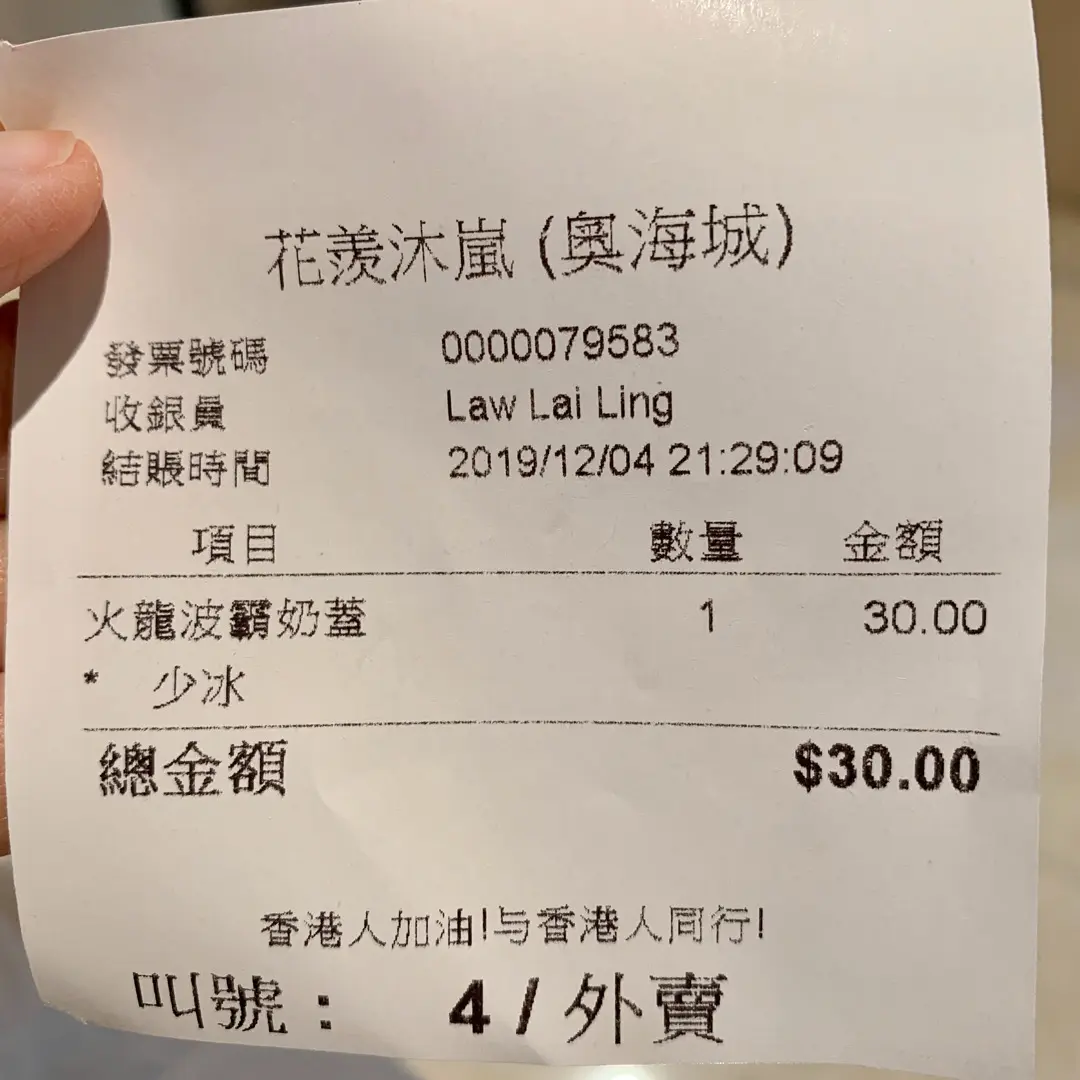 花羨沐嵐 (奧海城)
發票號碼 0000079583
收銀員 Law Lai Ling
結賬時間 2019/12/04 21:29:09
項目 數量 金額
火龍波霸奶蓋 1 30.00
* 少冰
總金額 $30.00
香港人加油!与香港人同行!
叫號： 4 / 外賣